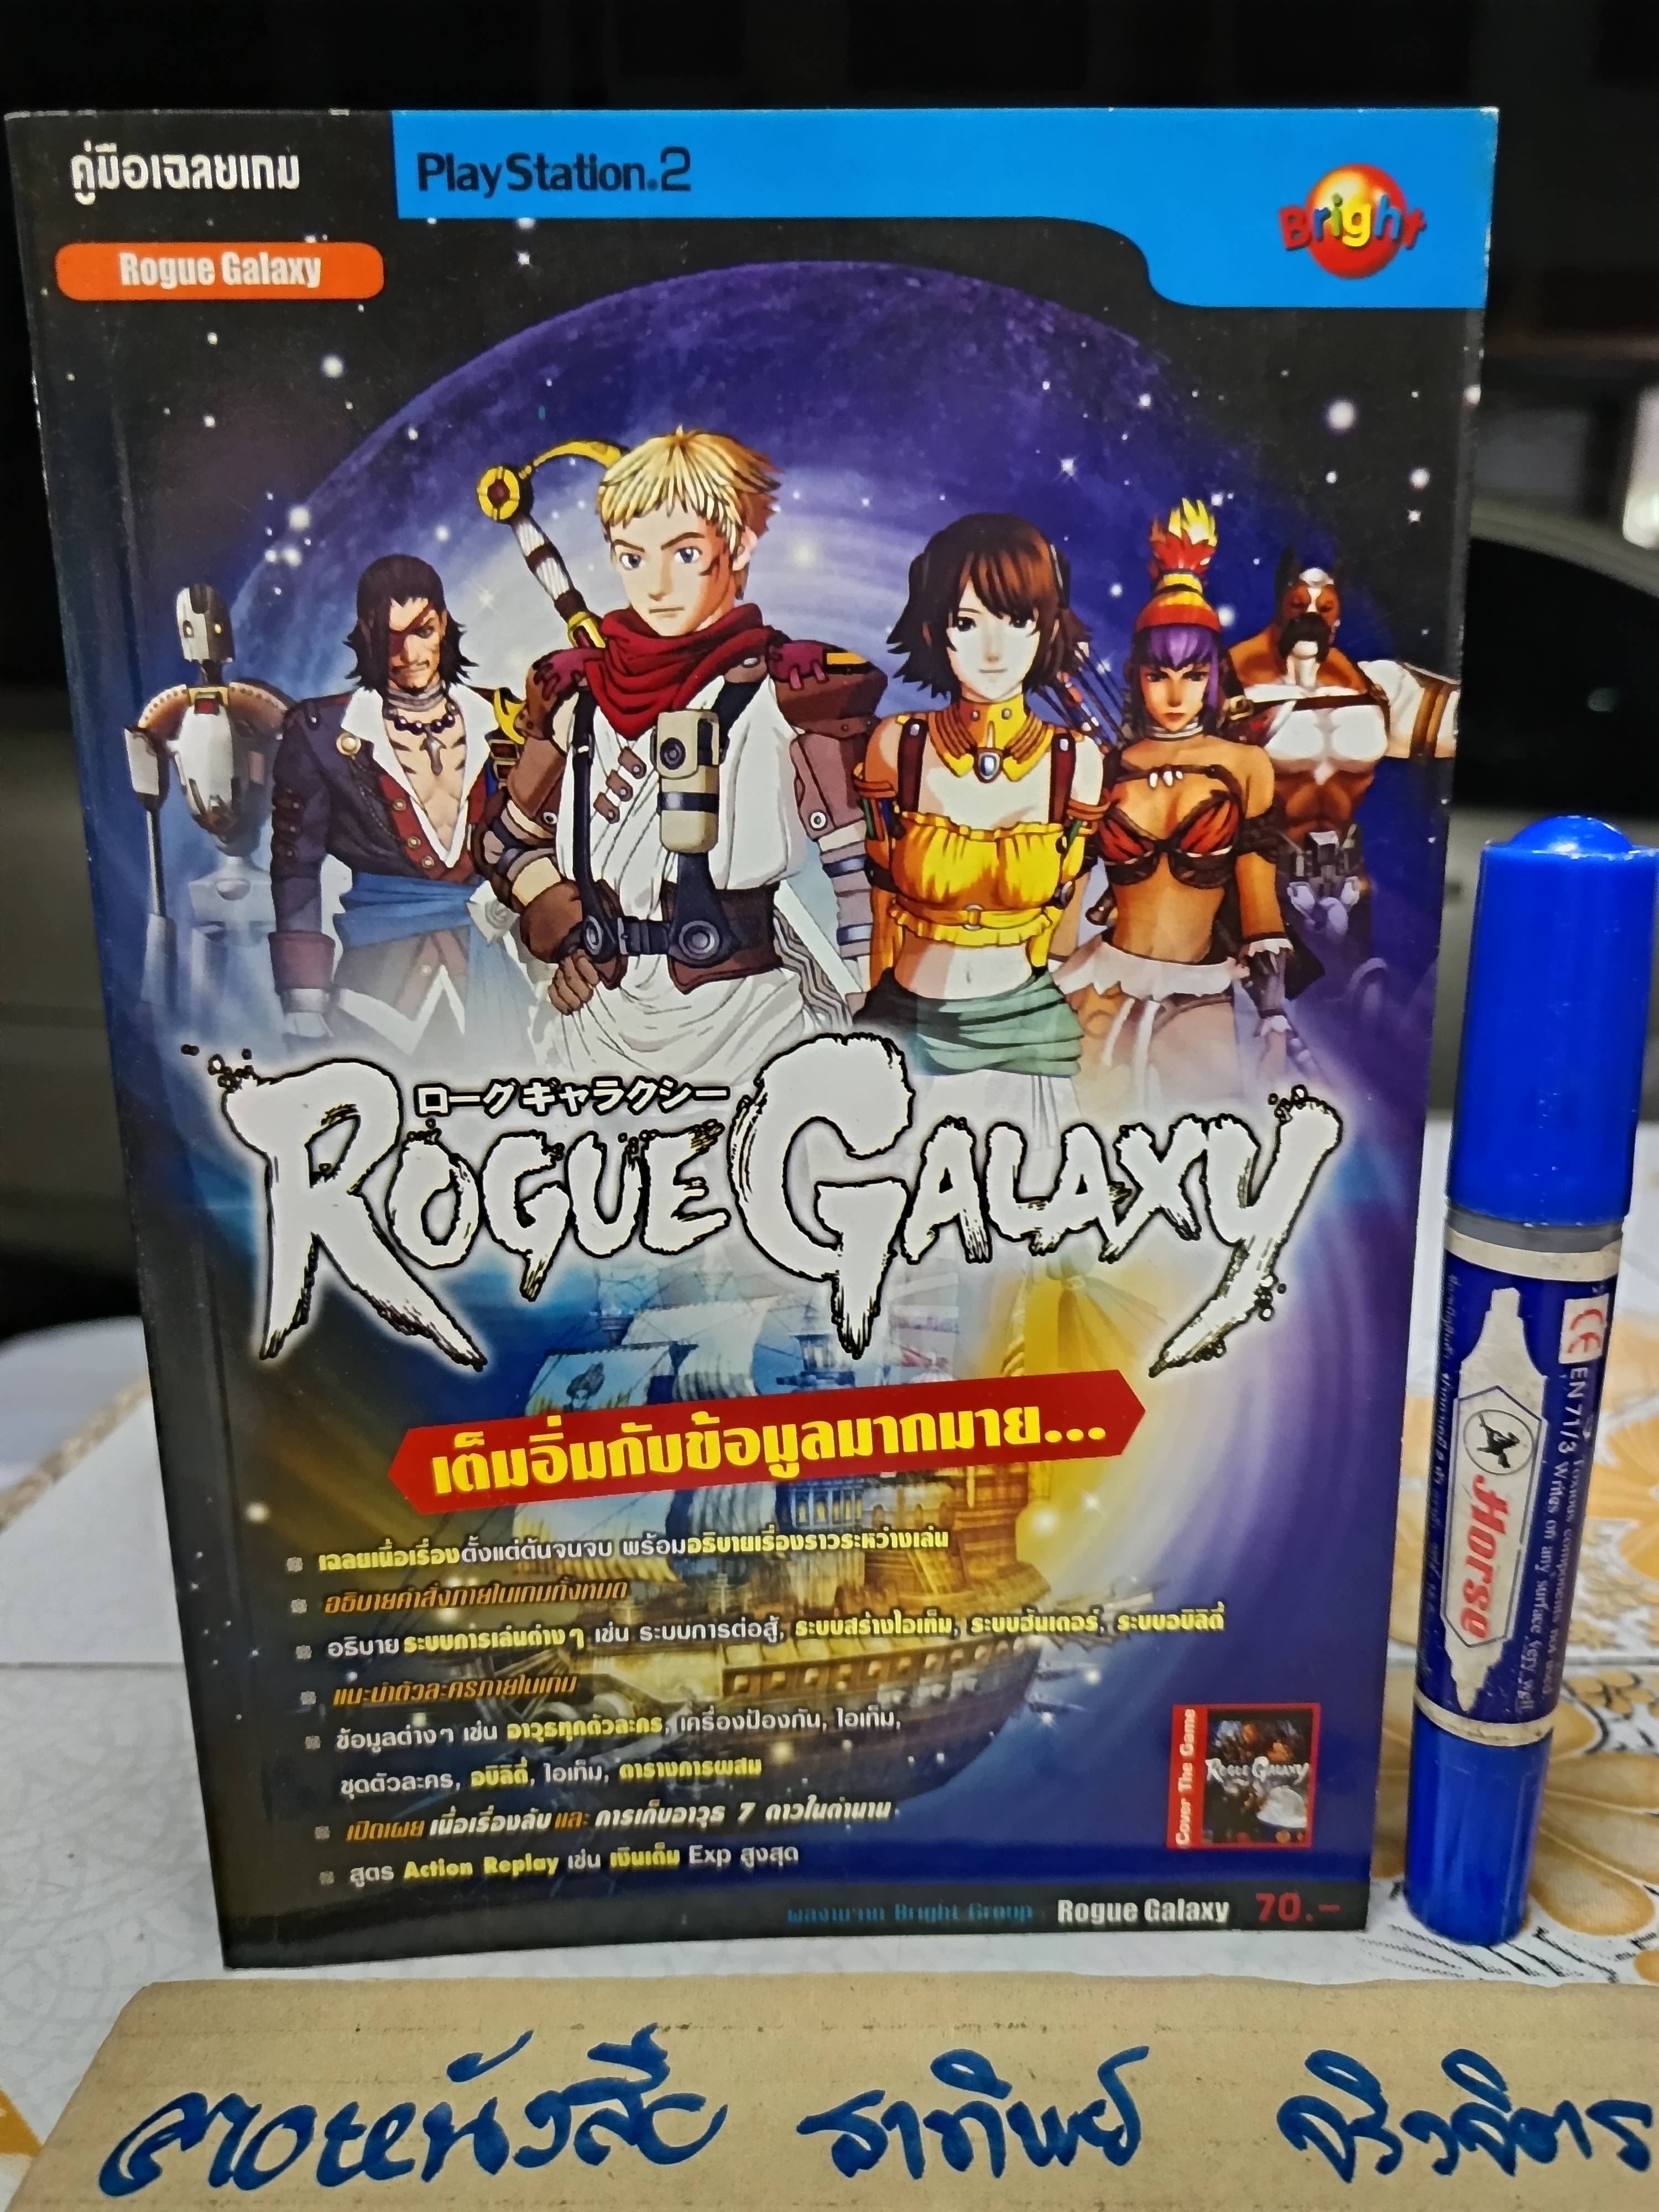 คู่มือเฉลยเกม
PlayStation.2
Bright
Rogue Galaxy
ローグギャラクシー
ROGUE GALAXY
เต็มอิ่มกับข้อมูลมากมาย...
เฉลยเนื้อเรื่องตั้งแต่ต้นจนจบ พร้อมอธิบายเรื่องราวระหว่างเล่น
อธิบายคำสั่งภายในเกมทั้งหมด
อธิบายระบบการเล่นต่างๆ เช่น ระบบการต่อสู้, ระบบสร้างไอเท็ม, ระบบฮันเตอร์, ระบบอบิลิตี้
แนะนำตัวละครภายในเกม
ข้อมูลต่างๆ เช่น อาวุธทุกตัวละคร, เครื่องป้องกัน, ไอเท็ม,
ชุดตัวละคร, อบิลิตี้, ไอเท็ม, ตารางการผสม
เปิดเผย เนื้อเรื่องลับ และ การเก็บอาวุธ 7 ดาวในตำนาน
สูตร Action Replay เช่น เงินเต็ม Exp สูงสุด
Cover The Game
ROGUE GALAXY
ผลงานจาก Bright Group Rogue Galaxy 70.-
Horse
CE EN 71/3
Writes on any surface
ธาทิพย์